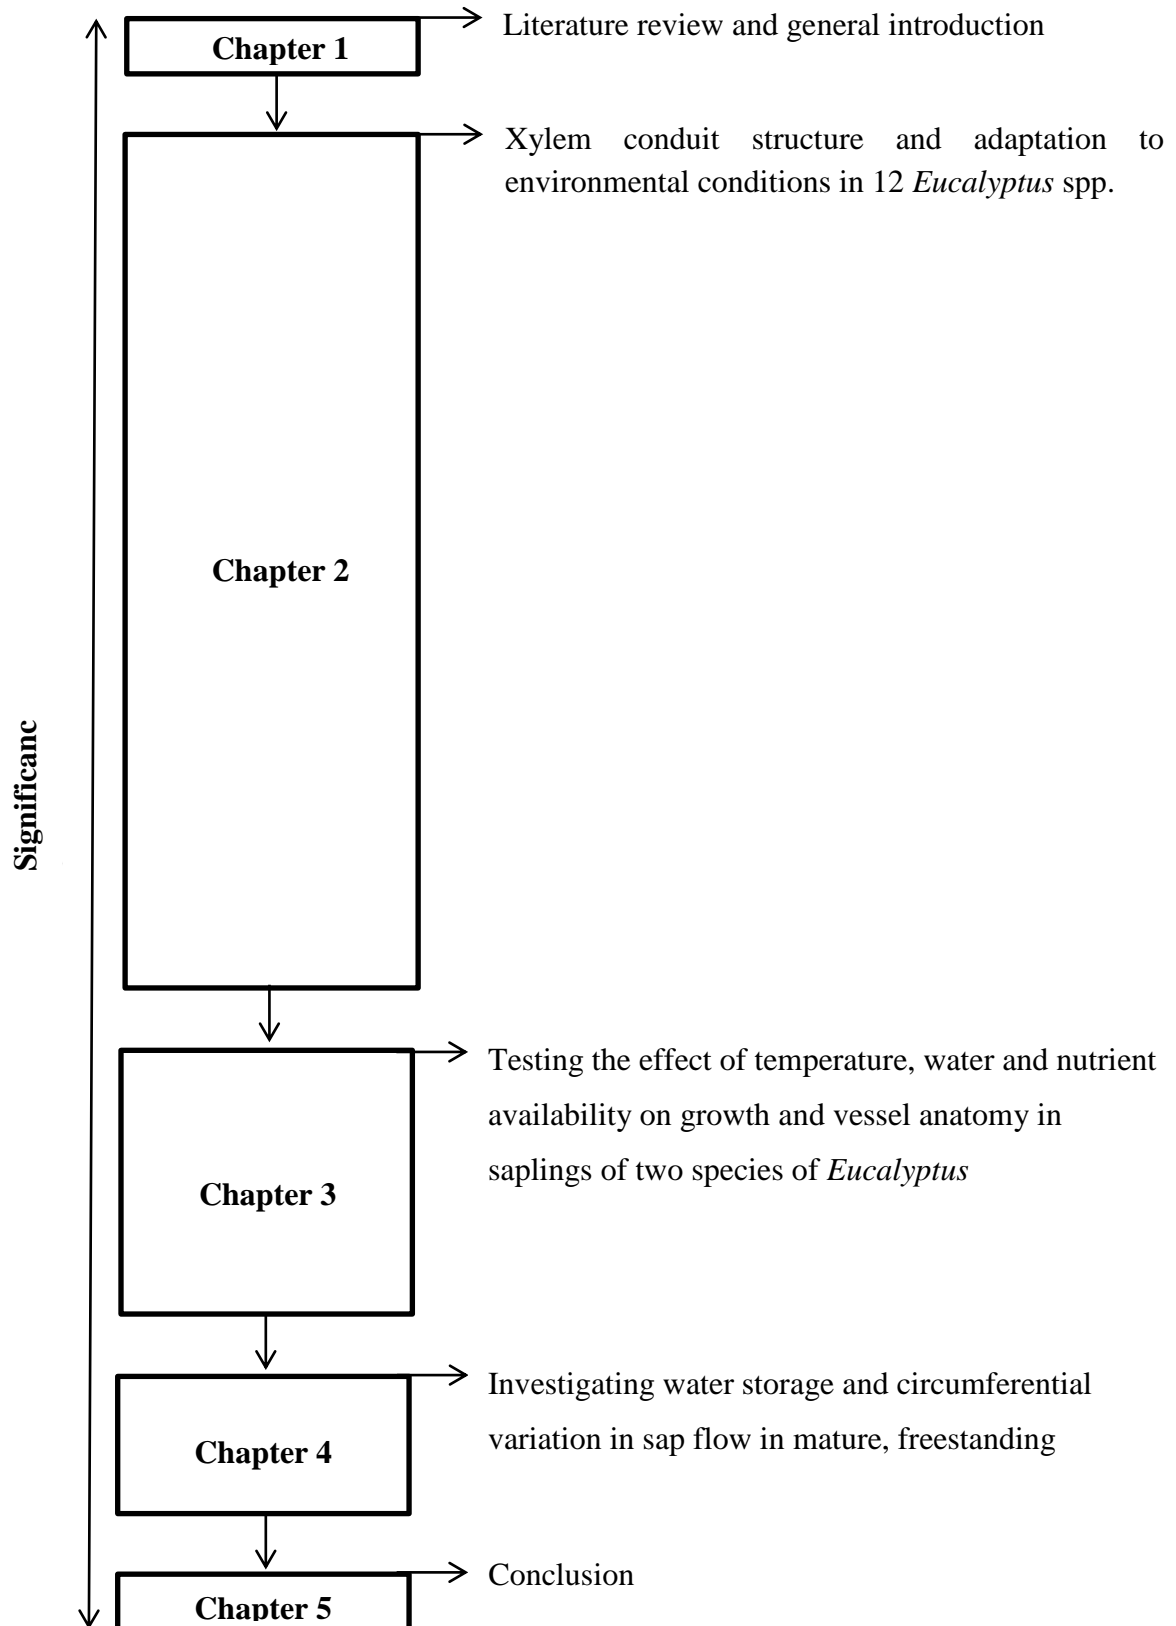 Literature review and general introduction
Chapter 1
Xylem conduit structure and adaptation to
environmental conditions in 12 Eucalyptus spp.
Chapter 2
Significanc
Testing the effect of temperature, water and nutrient
availability on growth and vessel anatomy in
saplings of two species of Eucalyptus
Chapter 3
Investigating water storage and circumferential
variation in sap flow in mature, freestanding
Chapter 4
Conclusion
Chapter 5